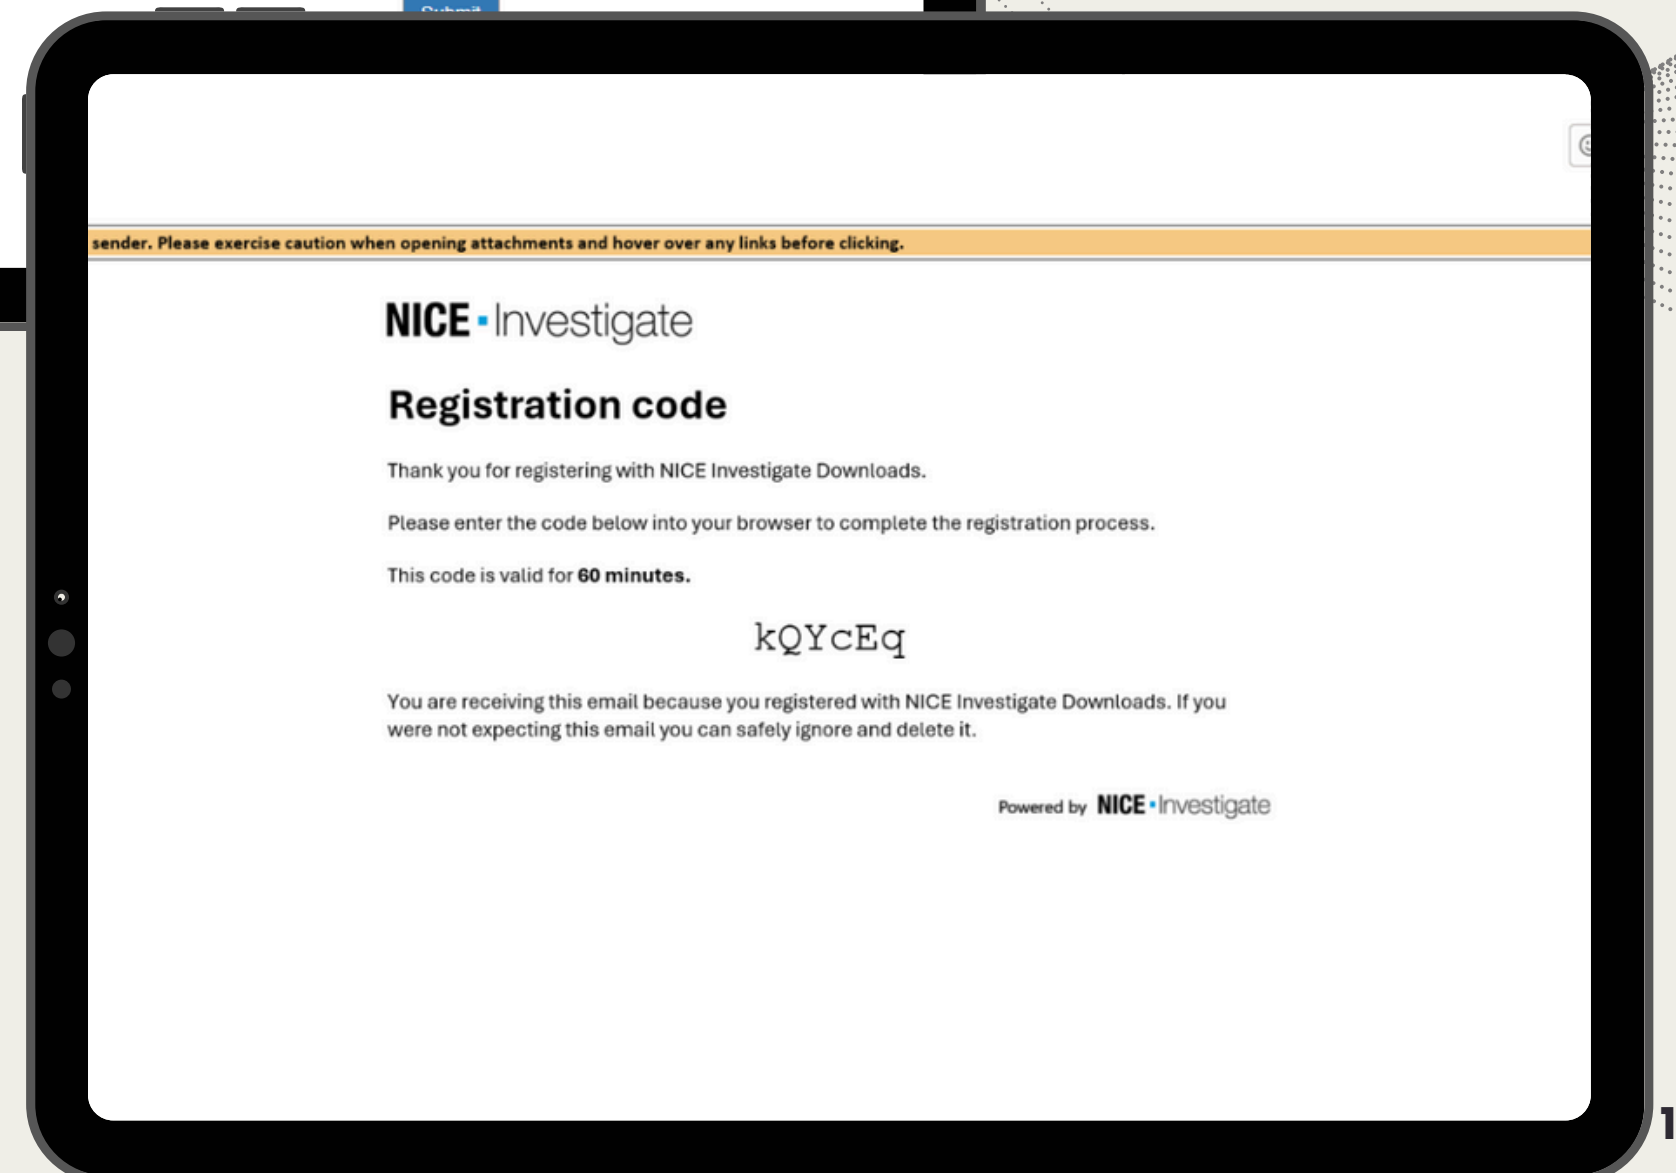 Submit
sender. Please exercise caution when opening attachments and hover over any links before clicking.
NICE Investigate
Registration code
Thank you for registering with NICE Investigate Downloads.
Please enter the code below into your browser to complete the registration process.
This code is valid for 60 minutes.
kQYcEq
You are receiving this email because you registered with NICE Investigate Downloads. If you
were not expecting this email you can safely ignore and delete it.
Powered by NICE Investigate
1